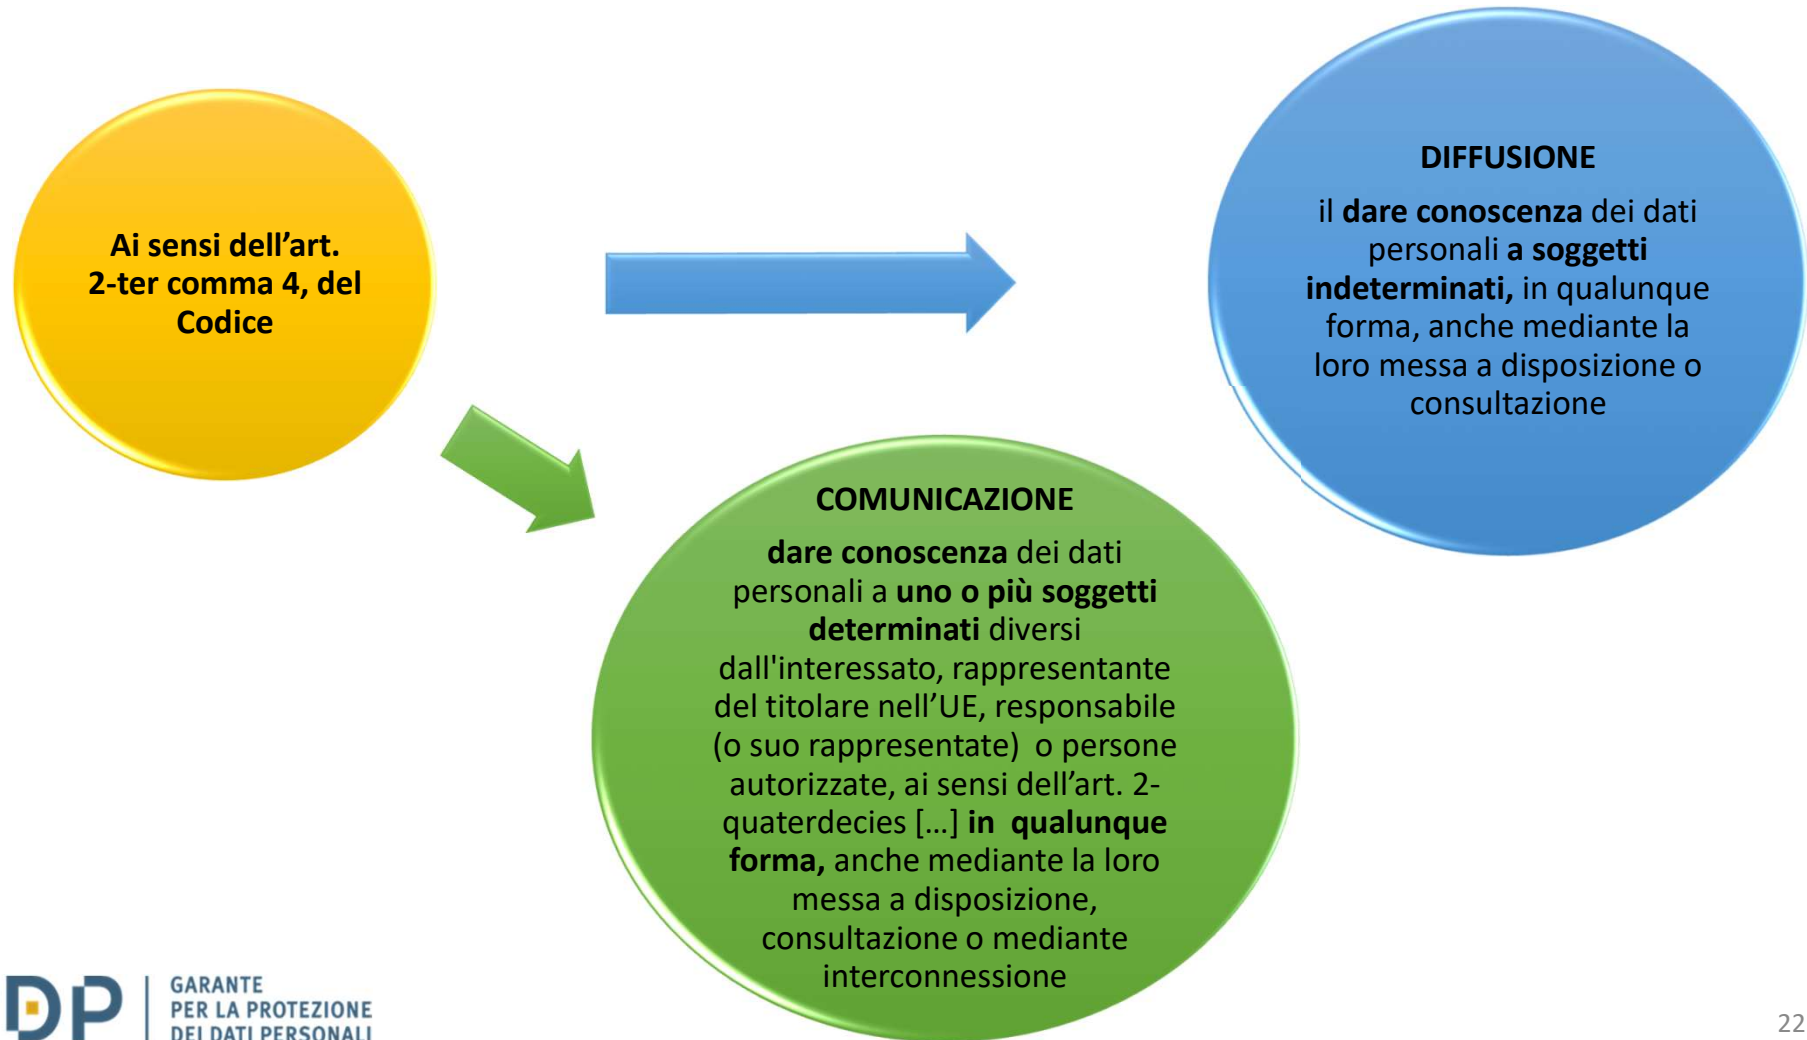 Ai sensi dell’art.
2-ter comma 4, del
Codice
DIFFUSIONE
il dare conoscenza dei dati
personali a soggetti
indeterminati, in qualunque
forma, anche mediante la
loro messa a disposizione o
consultazione
COMUNICAZIONE
dare conoscenza dei dati
personali a uno o più soggetti
determinati diversi
dall'interessato, rappresentante
del titolare nell’UE, responsabile
(o suo rappresentate) o persone
autorizzate, ai sensi dell’art. 2-
quaterdecies [...] in qualunque
forma, anche mediante la loro
messa a disposizione,
consultazione o mediante
interconnessione
DP
GARANTE
PER LA PROTEZIONE
DEI DATI PERSONALI
22